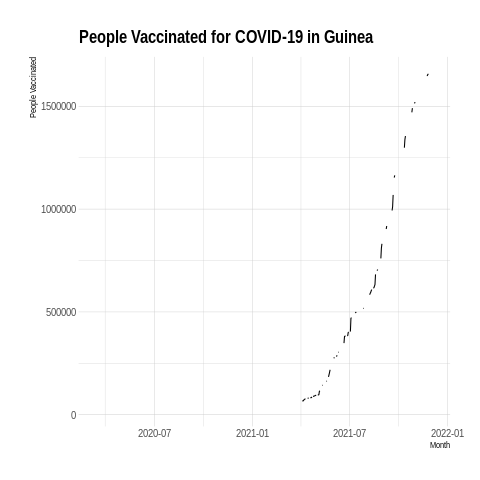 People Vaccinated for COVID-19 in Guinea
People Vaccinated
1500000
1000000
500000
0
2020-07 2021-01 2021-07 2022-01
Month